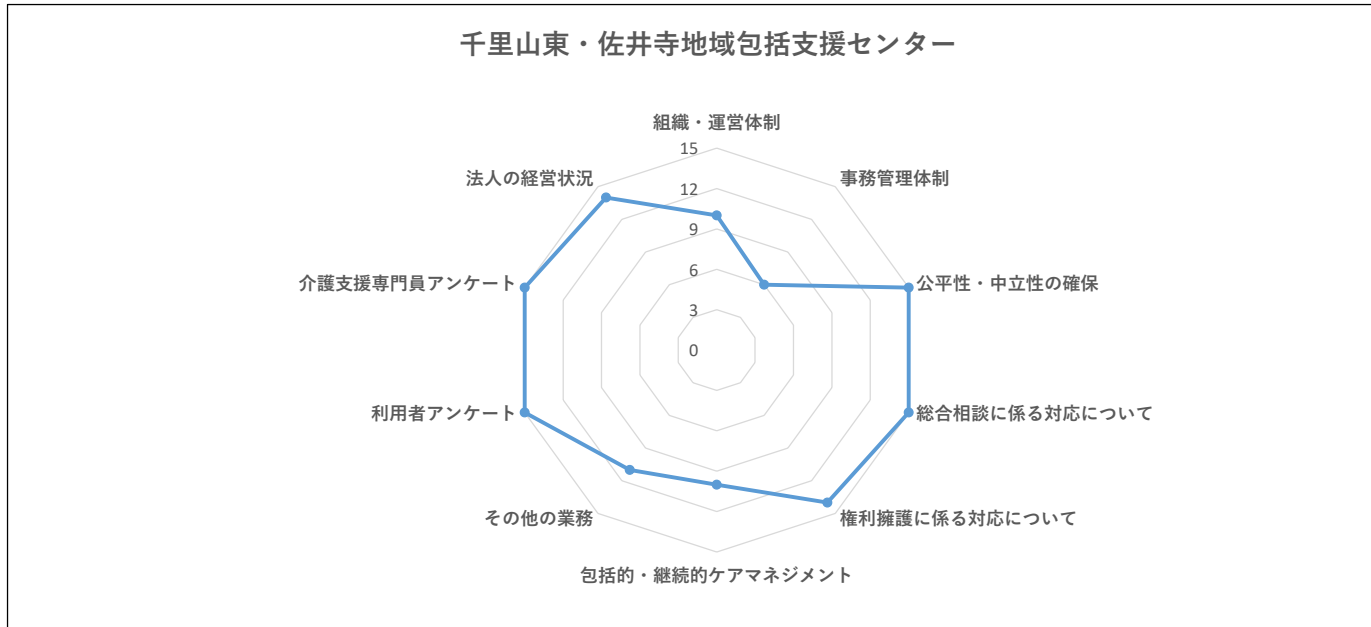 千里山東・佐井寺地域包括支援センター
組織・運営体制
15
法人の経営状況
事務管理体制
12
9
介護支援専門員アンケート
公平性・中立性の確保
6
3
0
利用者アンケート
総合相談に係る対応について
その他の業務
権利擁護に係る対応について
包括的・継続的ケアマネジメント